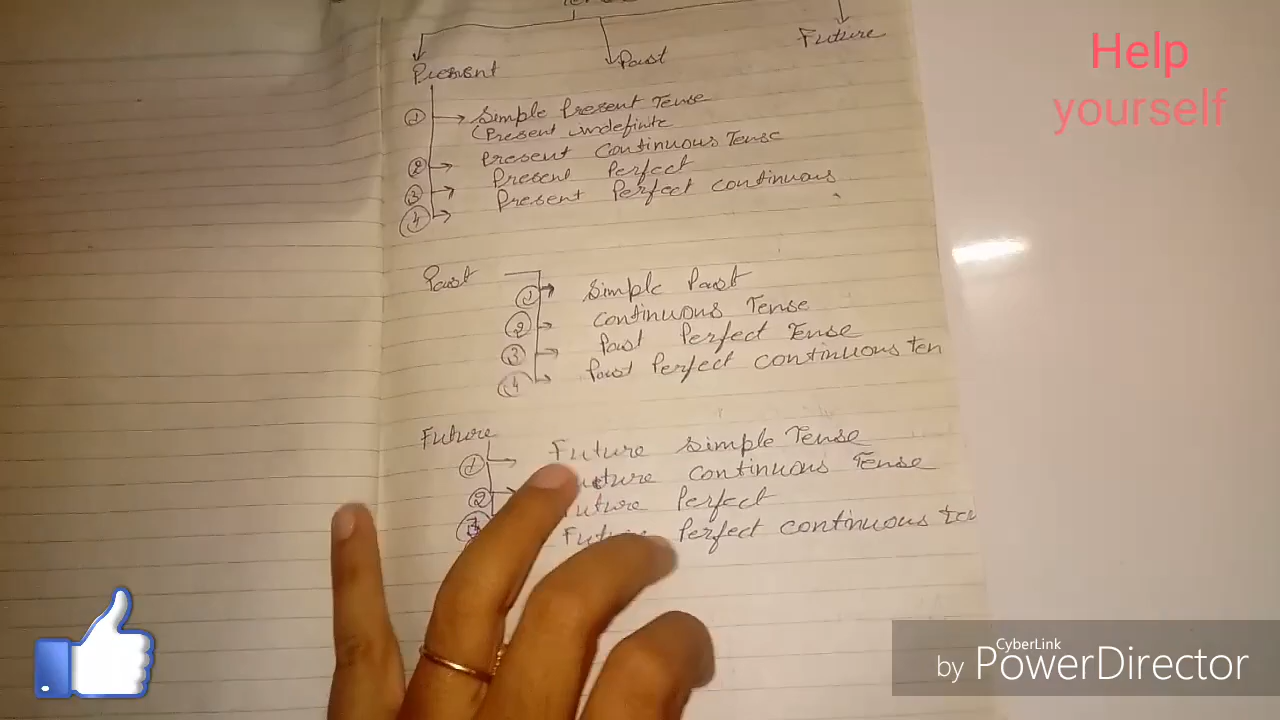 Present
Past
Future
① Simple Present Tense
(Present indefinite
② Present Continuous Tense
③ Present Perfect
④ Present Perfect continuous
Past
① Simple Past
② Continuous Tense
③ Past Perfect Tense
④ Past Perfect continuous ten
Future
① Future simple Tense
② Future continuous Tense
Future Perfect
Future Perfect continuous
Help
yourself
CyberLink
by PowerDirector